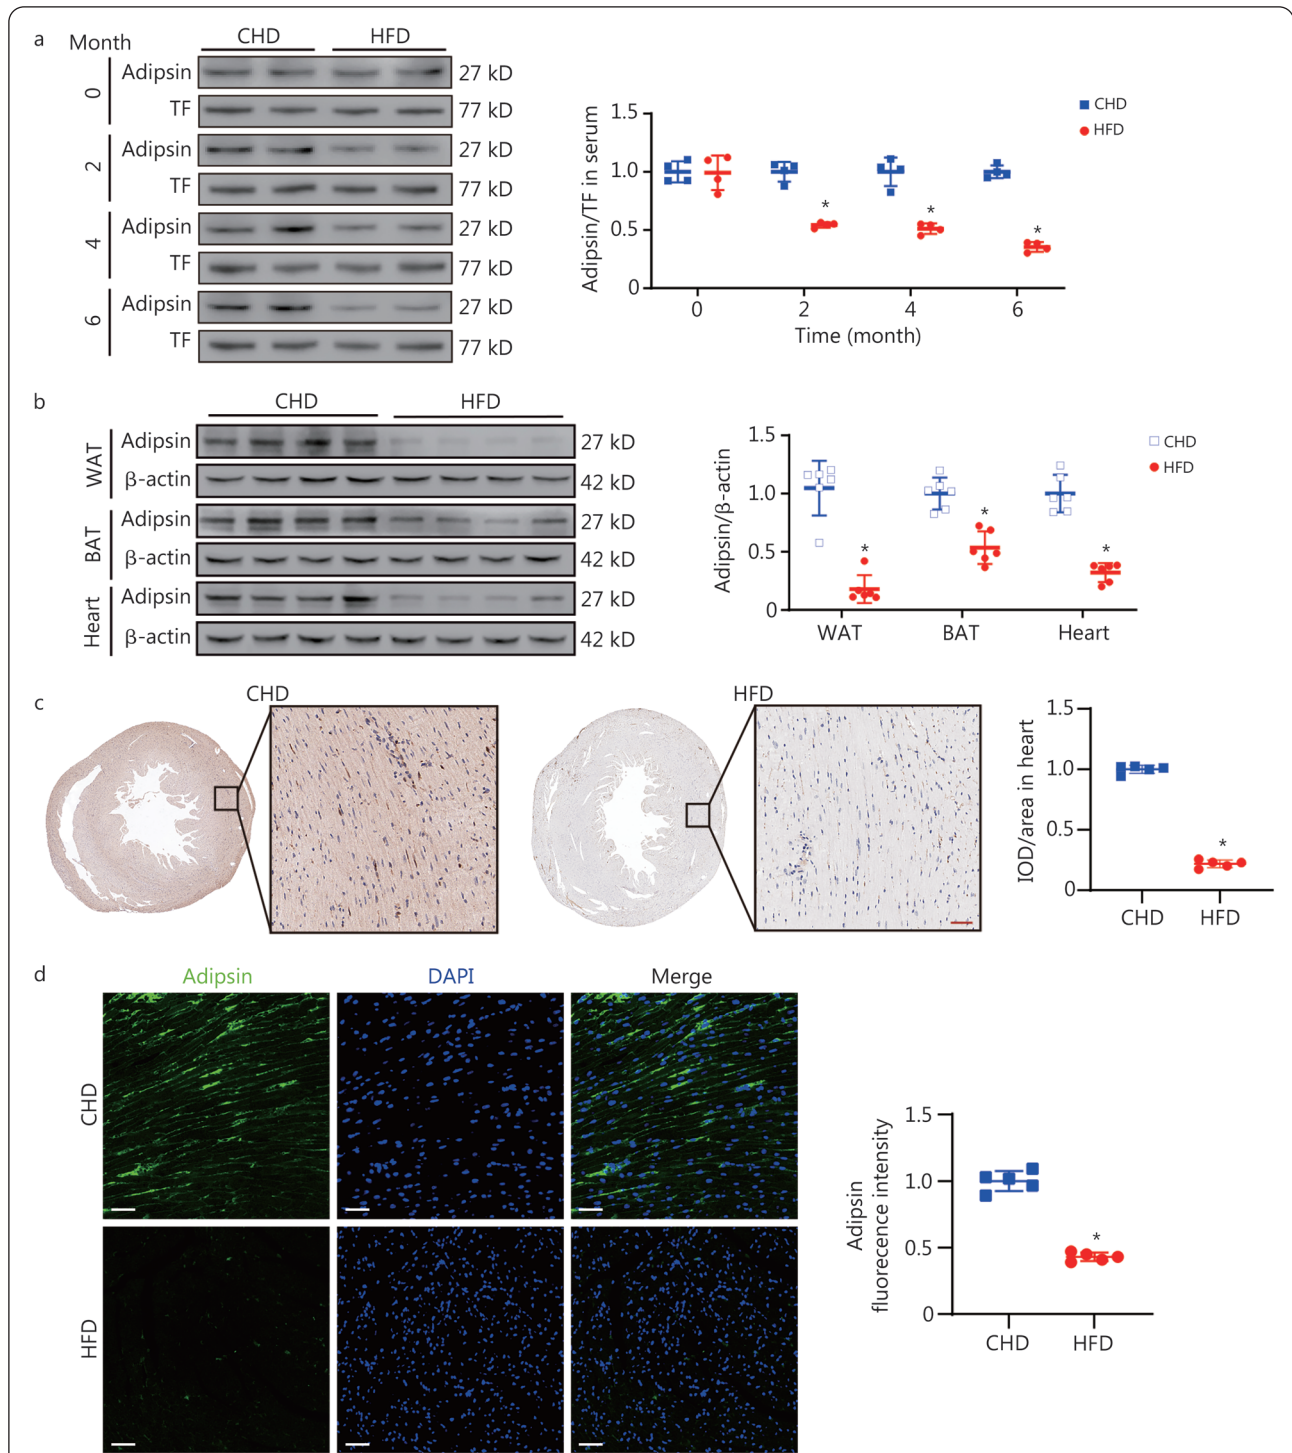 a
Month
CHD
HFD
0
Adipsin
27 kD
TF
77 kD
2
Adipsin
27 kD
TF
77 kD
4
Adipsin
27 kD
TF
77 kD
6
Adipsin
27 kD
TF
77 kD
Adipsin/TF in serum
1.5
1.0
0.5
0
*
*
*
0
2
4
6
Time (month)
CHD
HFD
b
CHD
HFD
WAT
Adipsin
27 kD
β-actin
42 kD
BAT
Adipsin
27 kD
β-actin
42 kD
Heart
Adipsin
27 kD
β-actin
42 kD
Adipsin/β-actin
1.5
1.0
0.5
0
*
*
*
WAT
BAT
Heart
CHD
HFD
c
CHD
HFD
IOD/area in heart
1.5
1.0
0.5
0
*
CHD
HFD
d
Adipsin
DAPI
Merge
CHD
HFD
Adipsin
fluorecence intensity
1.5
1.0
0.5
0
*
CHD
HFD